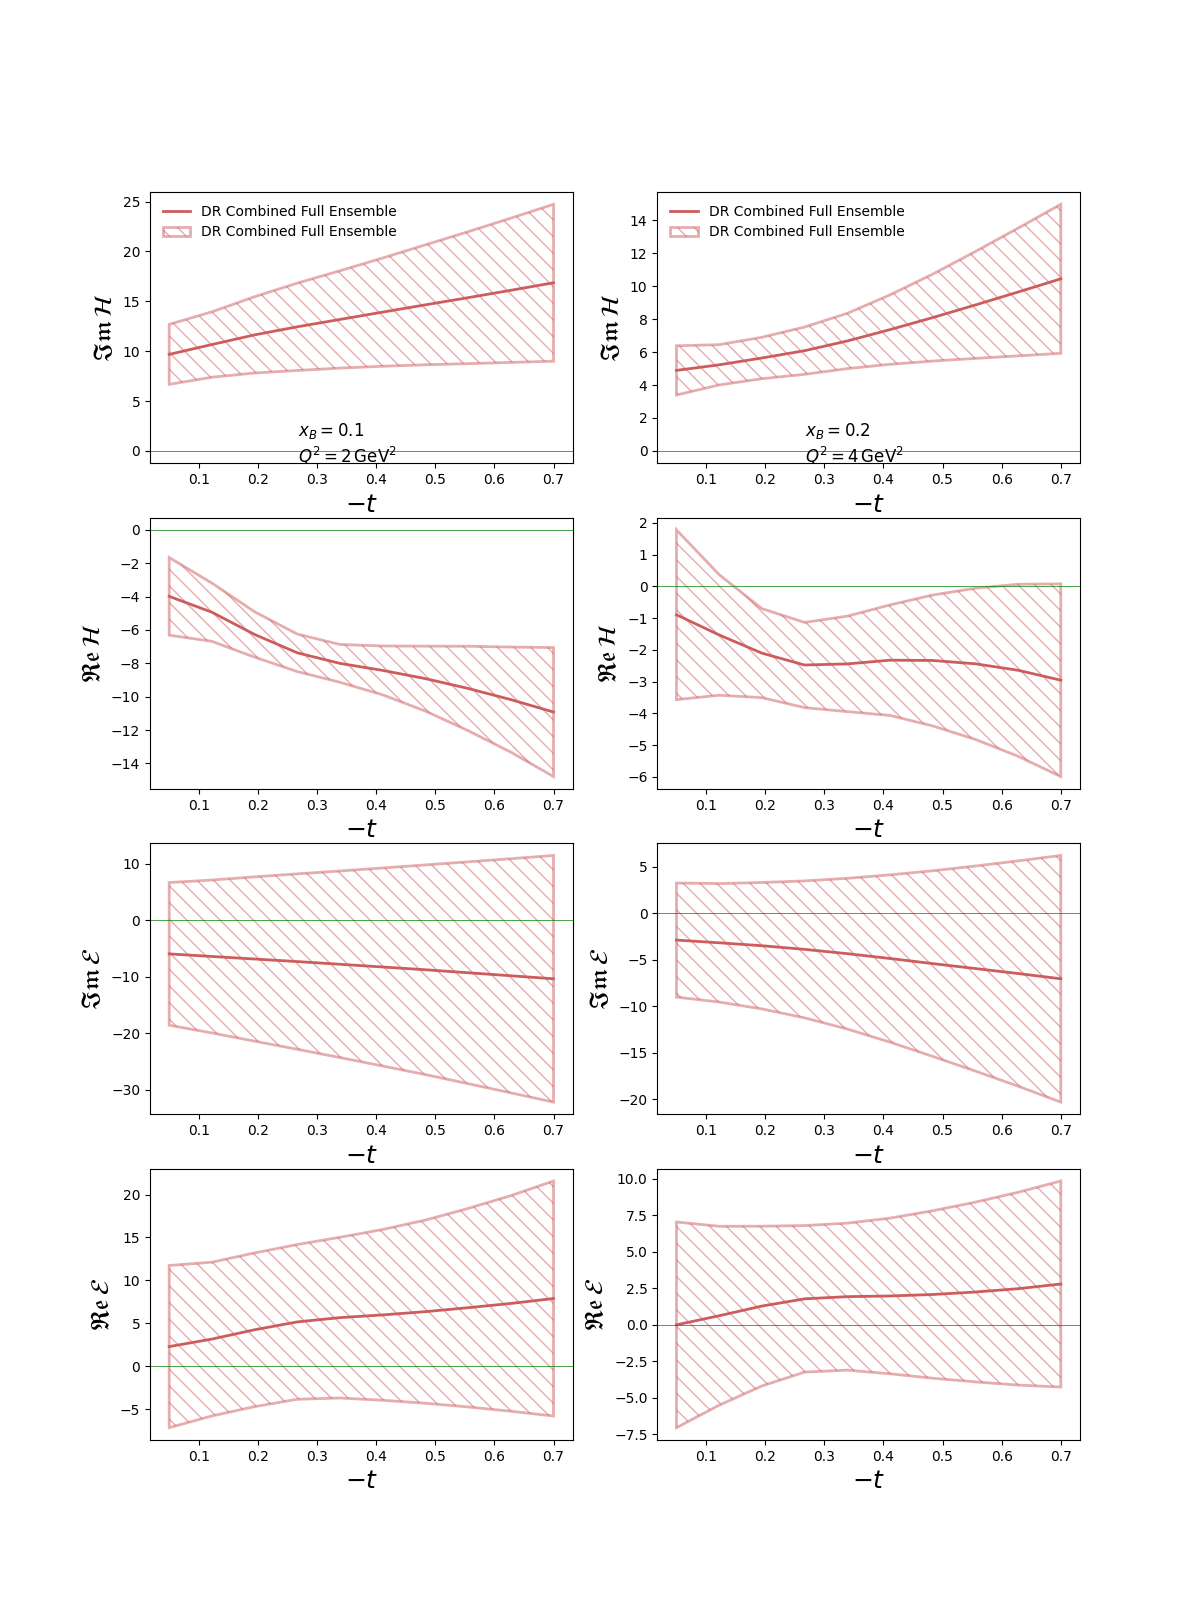 25
20
15
10
5
0
ℑm ℋ
DR Combined Full Ensemble
DR Combined Full Ensemble
x_B = 0.1
Q² = 2 GeV²
0.1 0.2 0.3 0.4 0.5 0.6 0.7
−t
14
12
10
8
6
4
2
0
ℑm ℋ
DR Combined Full Ensemble
DR Combined Full Ensemble
x_B = 0.2
Q² = 4 GeV²
0.1 0.2 0.3 0.4 0.5 0.6 0.7
−t
0
−2
−4
−6
−8
−10
−12
−14
ℜe ℋ
0.1 0.2 0.3 0.4 0.5 0.6 0.7
−t
2
1
0
−1
−2
−3
−4
−5
−6
ℜe ℋ
0.1 0.2 0.3 0.4 0.5 0.6 0.7
−t
10
0
−10
−20
−30
ℑm ℰ
0.1 0.2 0.3 0.4 0.5 0.6 0.7
−t
5
0
−5
−10
−15
−20
ℑm ℰ
0.1 0.2 0.3 0.4 0.5 0.6 0.7
−t
20
15
10
5
0
−5
ℜe ℰ
0.1 0.2 0.3 0.4 0.5 0.6 0.7
−t
10.0
7.5
5.0
2.5
0.0
−2.5
−5.0
−7.5
ℜe ℰ
0.1 0.2 0.3 0.4 0.5 0.6 0.7
−t